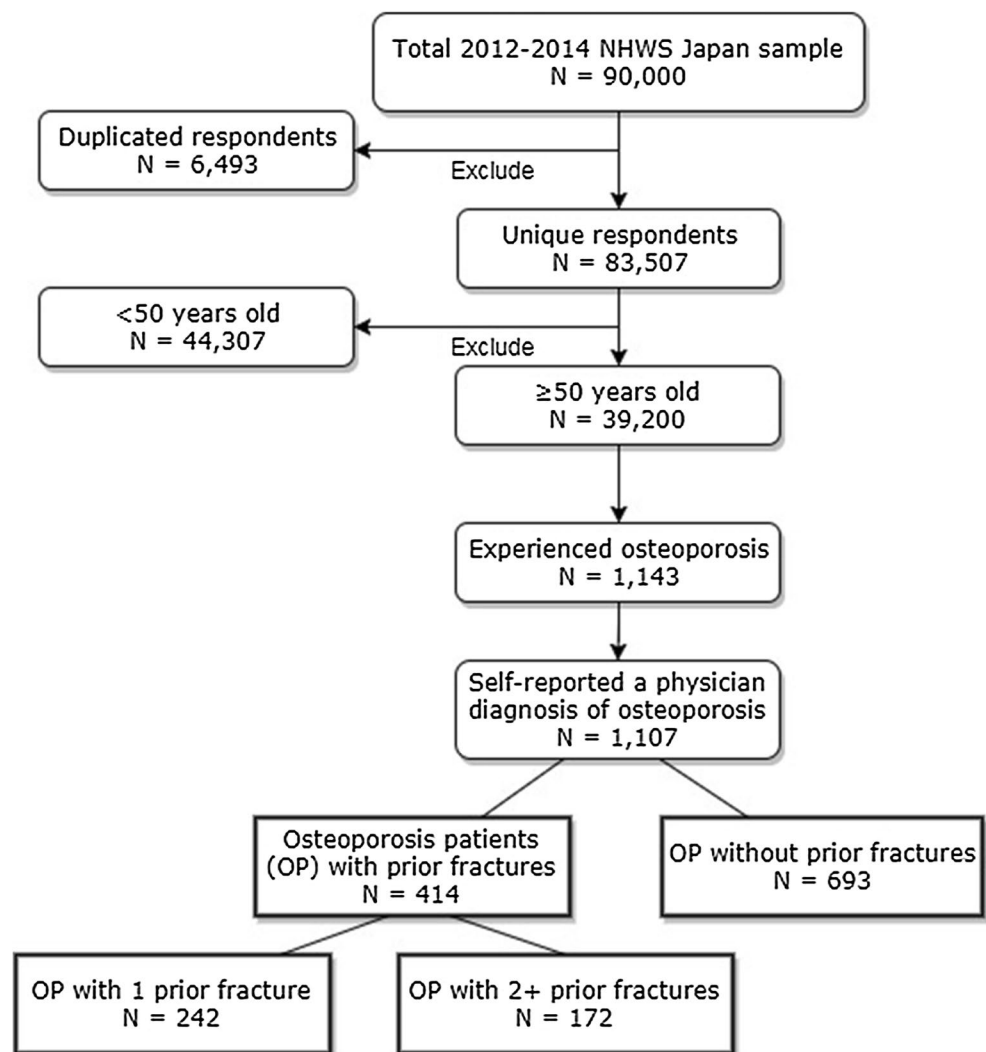 Total 2012-2014 NHWS Japan sample
N = 90,000
Duplicated respondents
N = 6,493
Exclude
Unique respondents
N = 83,507
<50 years old
N = 44,307
Exclude
≥50 years old
N = 39,200
Experienced osteoporosis
N = 1,143
Self-reported a physician
diagnosis of osteoporosis
N = 1,107
Osteoporosis patients
(OP) with prior fractures
N = 414
OP without prior fractures
N = 693
OP with 1 prior fracture
N = 242
OP with 2+ prior fractures
N = 172